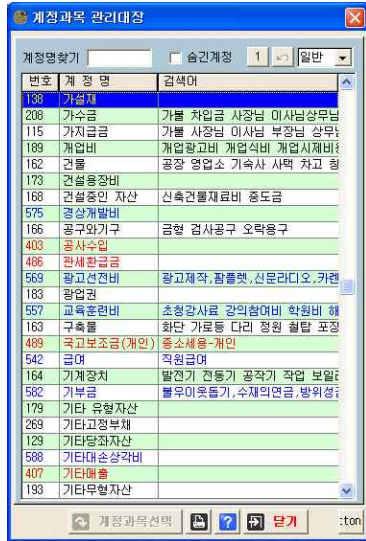 계정과목 관리대장
계정명찾기 숨긴계정 1 일반
번호 계 정 명 검색어
138 가설재
208 가수금 가불 차입금 사장님 이사님상무님
115 가지급금 가불 사장님 이사님 부장님 상무
189 개업비 개업광고비 개업식비 개업시제비용
162 건물 공장 영업소 기숙사 사택 차고 창
173 건설용장비
168 건설중인 자산 신축건물재료비 중도금
575 경상개발비
166 공구와기구 금형 검사공구 오락용구
403 공사수입
486 관세환급금
569 광고선전비 광고제작,팜플렛,신문라디오,카렌
183 광업권
557 교육훈련비 초청강사료 강의참여비 학원비 해
163 구축물 화단 가로등 다리 정원 철탑 포장
489 국고보조금(개인) 중소세용-개인
542 급여 직원급여
164 기계장치 발전기 전동기 공작기 작업 보일러
582 기부금 불우이웃돕기,수재의연금,방위성금
179 기타 유형자산
269 기타고정부채
129 기타당좌자산
588 기타대손상각비
407 기타매출
193 기타무형자산
계정과목선택 닫기 :ton